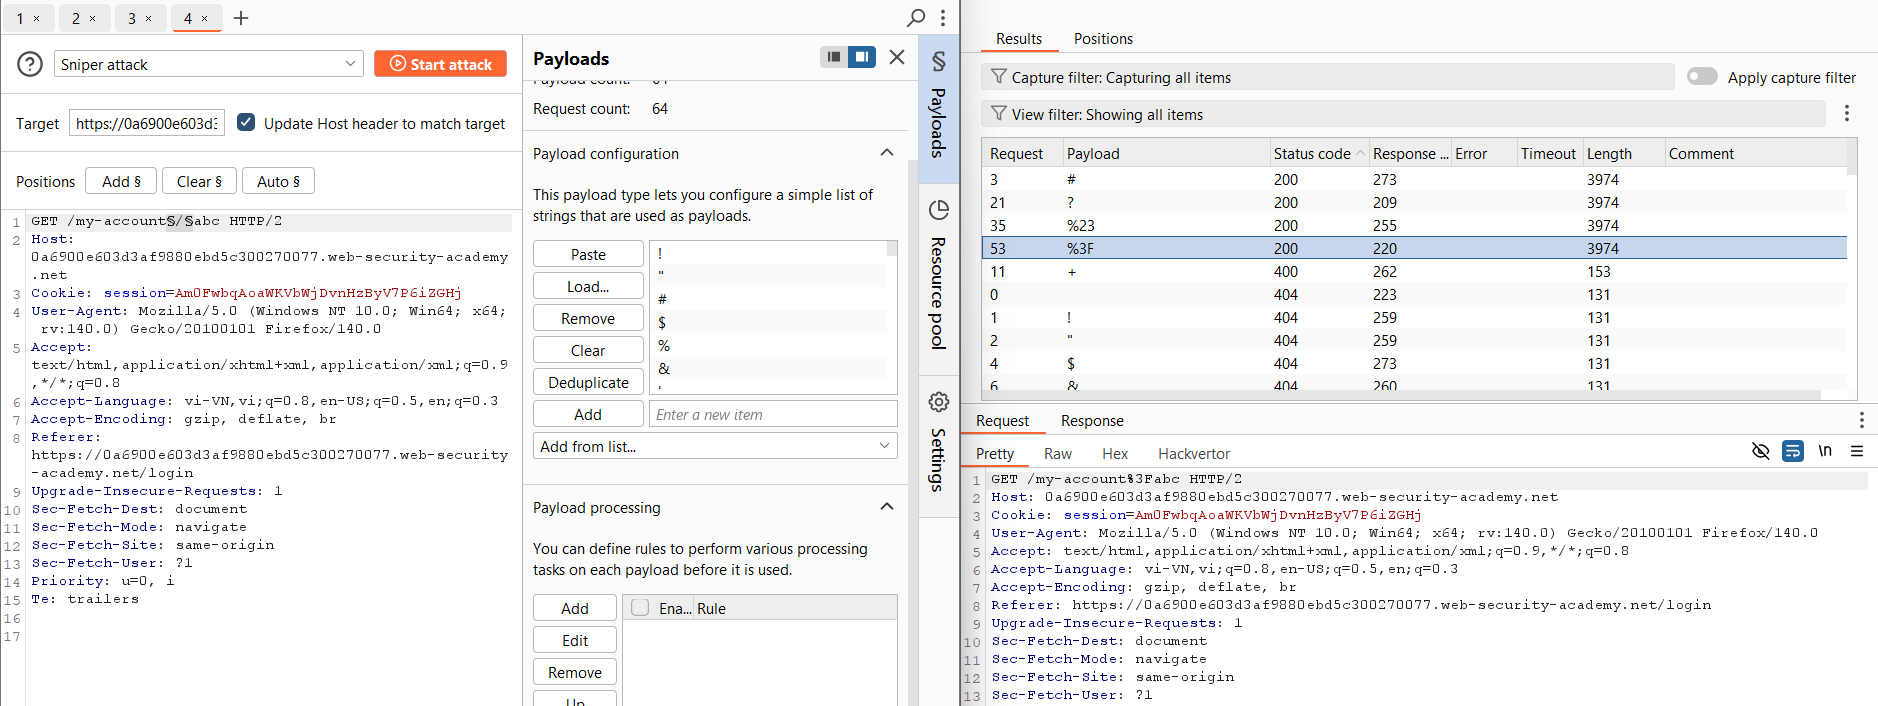 1 × 2 × 3 × 4 × +
? Sniper attack Start attack
Target https://0a6900e603d3 Update Host header to match target
Positions Add § Clear § Auto §
1 GET /my-account§/§abc HTTP/2
2 Host:
0a6900e603d3af9880ebd5c300270077.web-security-academy
.net
3 Cookie: session=Am0FwbqAoaWKVbWjDvnHzByV7P6iZGHj
4 User-Agent: Mozilla/5.0 (Windows NT 10.0; Win64; x64;
rv:140.0) Gecko/20100101 Firefox/140.0
5 Accept:
text/html,application/xhtml+xml,application/xml;q=0.9
,*/*;q=0.8
6 Accept-Language: vi-VN,vi;q=0.8,en-US;q=0.5,en;q=0.3
7 Accept-Encoding: gzip, deflate, br
8 Referer:
https://0a6900e603d3af9880ebd5c300270077.web-security
-academy.net/login
9 Upgrade-Insecure-Requests: 1
10 Sec-Fetch-Dest: document
11 Sec-Fetch-Mode: navigate
12 Sec-Fetch-Site: same-origin
13 Sec-Fetch-User: ?1
14 Priority: u=0, i
15 Te: trailers
16
17
Payloads
Payload count: 64
Request count: 64
Payload configuration
This payload type lets you configure a simple list of
strings that are used as payloads.
Paste
Load...
Remove
Clear
Deduplicate
!
"
#
$
%
&
'
Add Enter a new item
Add from list...
Payload processing
You can define rules to perform various processing
tasks on each payload before it is used.
Add
Edit
Remove
Up
Ena... Rule
§ Payloads
Resource pool
Settings
Results Positions
Capture filter: Capturing all items Apply capture filter
View filter: Showing all items
Request Payload Status code Response ... Error Timeout Length Comment
3 # 200 273 3974
21 ? 200 209 3974
35 %23 200 255 3974
53 %3F 200 220 3974
11 + 400 262 153
0 404 223 131
1 ! 404 259 131
2 " 404 259 131
4 $ 404 273 131
6 & 404 260 131
Request Response
Pretty Raw Hex Hackvertor \n
1 GET /my-account%3Fabc HTTP/2
2 Host: 0a6900e603d3af9880ebd5c300270077.web-security-academy.net
3 Cookie: session=Am0FwbqAoaWKVbWjDvnHzByV7P6iZGHj
4 User-Agent: Mozilla/5.0 (Windows NT 10.0; Win64; x64; rv:140.0) Gecko/20100101 Firefox/140.0
5 Accept: text/html,application/xhtml+xml,application/xml;q=0.9,*/*;q=0.8
6 Accept-Language: vi-VN,vi;q=0.8,en-US;q=0.5,en;q=0.3
7 Accept-Encoding: gzip, deflate, br
8 Referer: https://0a6900e603d3af9880ebd5c300270077.web-security-academy.net/login
9 Upgrade-Insecure-Requests: 1
10 Sec-Fetch-Dest: document
11 Sec-Fetch-Mode: navigate
12 Sec-Fetch-Site: same-origin
13 Sec-Fetch-User: ?1